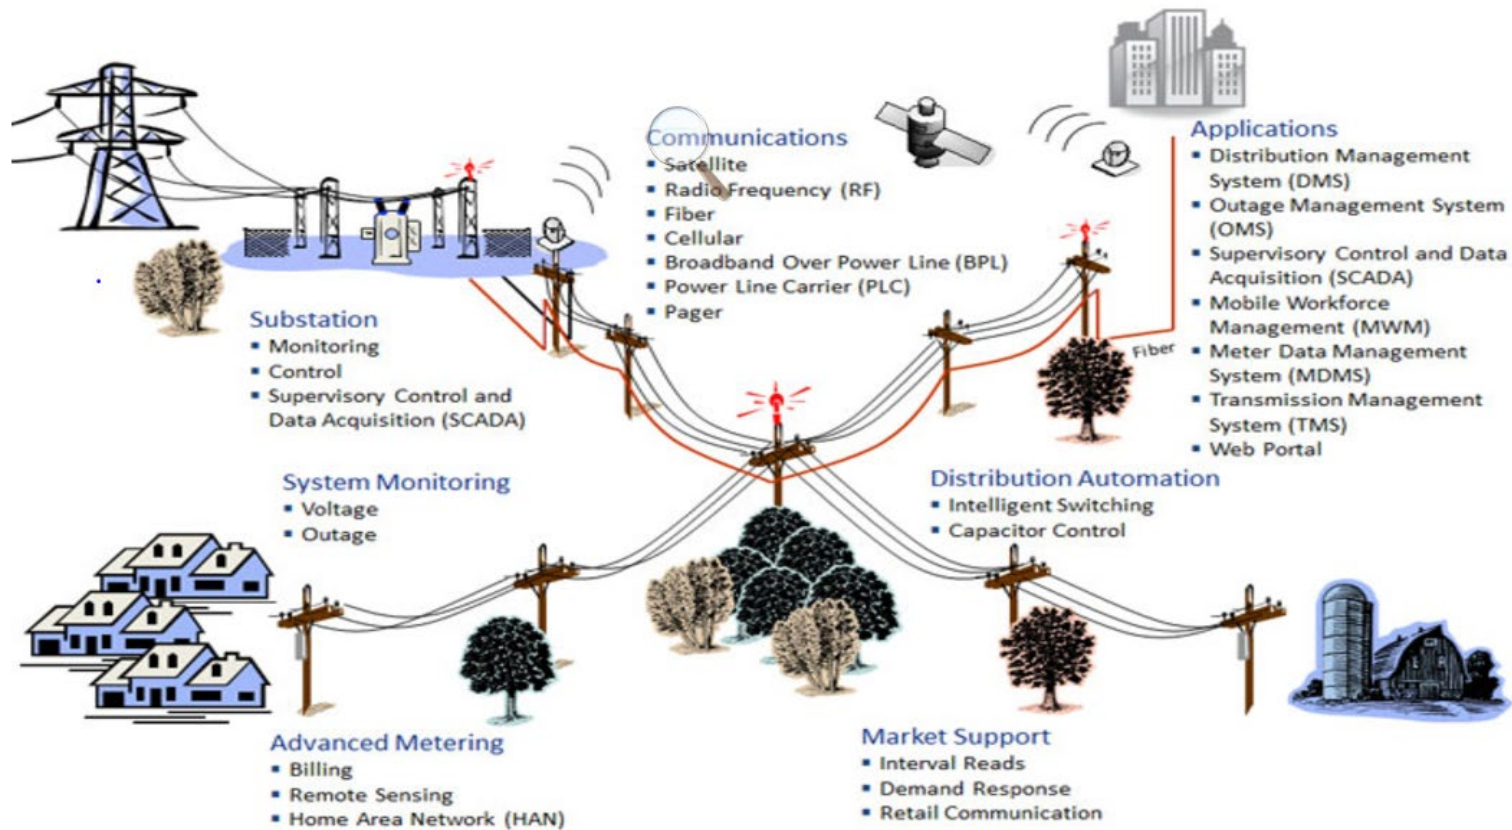 Communications
▪ Satellite
▪ Radio Frequency (RF)
▪ Fiber
▪ Cellular
▪ Broadband Over Power Line (BPL)
▪ Power Line Carrier (PLC)
▪ Pager
Applications
▪ Distribution Management
System (DMS)
▪ Outage Management System
(OMS)
▪ Supervisory Control and Data
Acquisition (SCADA)
▪ Mobile Workforce
Management (MWM)
▪ Meter Data Management
System (MDMS)
▪ Transmission Management
System (TMS)
▪ Web Portal
Fiber
Substation
▪ Monitoring
▪ Control
▪ Supervisory Control and
Data Acquisition (SCADA)
System Monitoring
▪ Voltage
▪ Outage
Distribution Automation
▪ Intelligent Switching
▪ Capacitor Control
Advanced Metering
▪ Billing
▪ Remote Sensing
▪ Home Area Network (HAN)
Market Support
▪ Interval Reads
▪ Demand Response
▪ Retail Communication